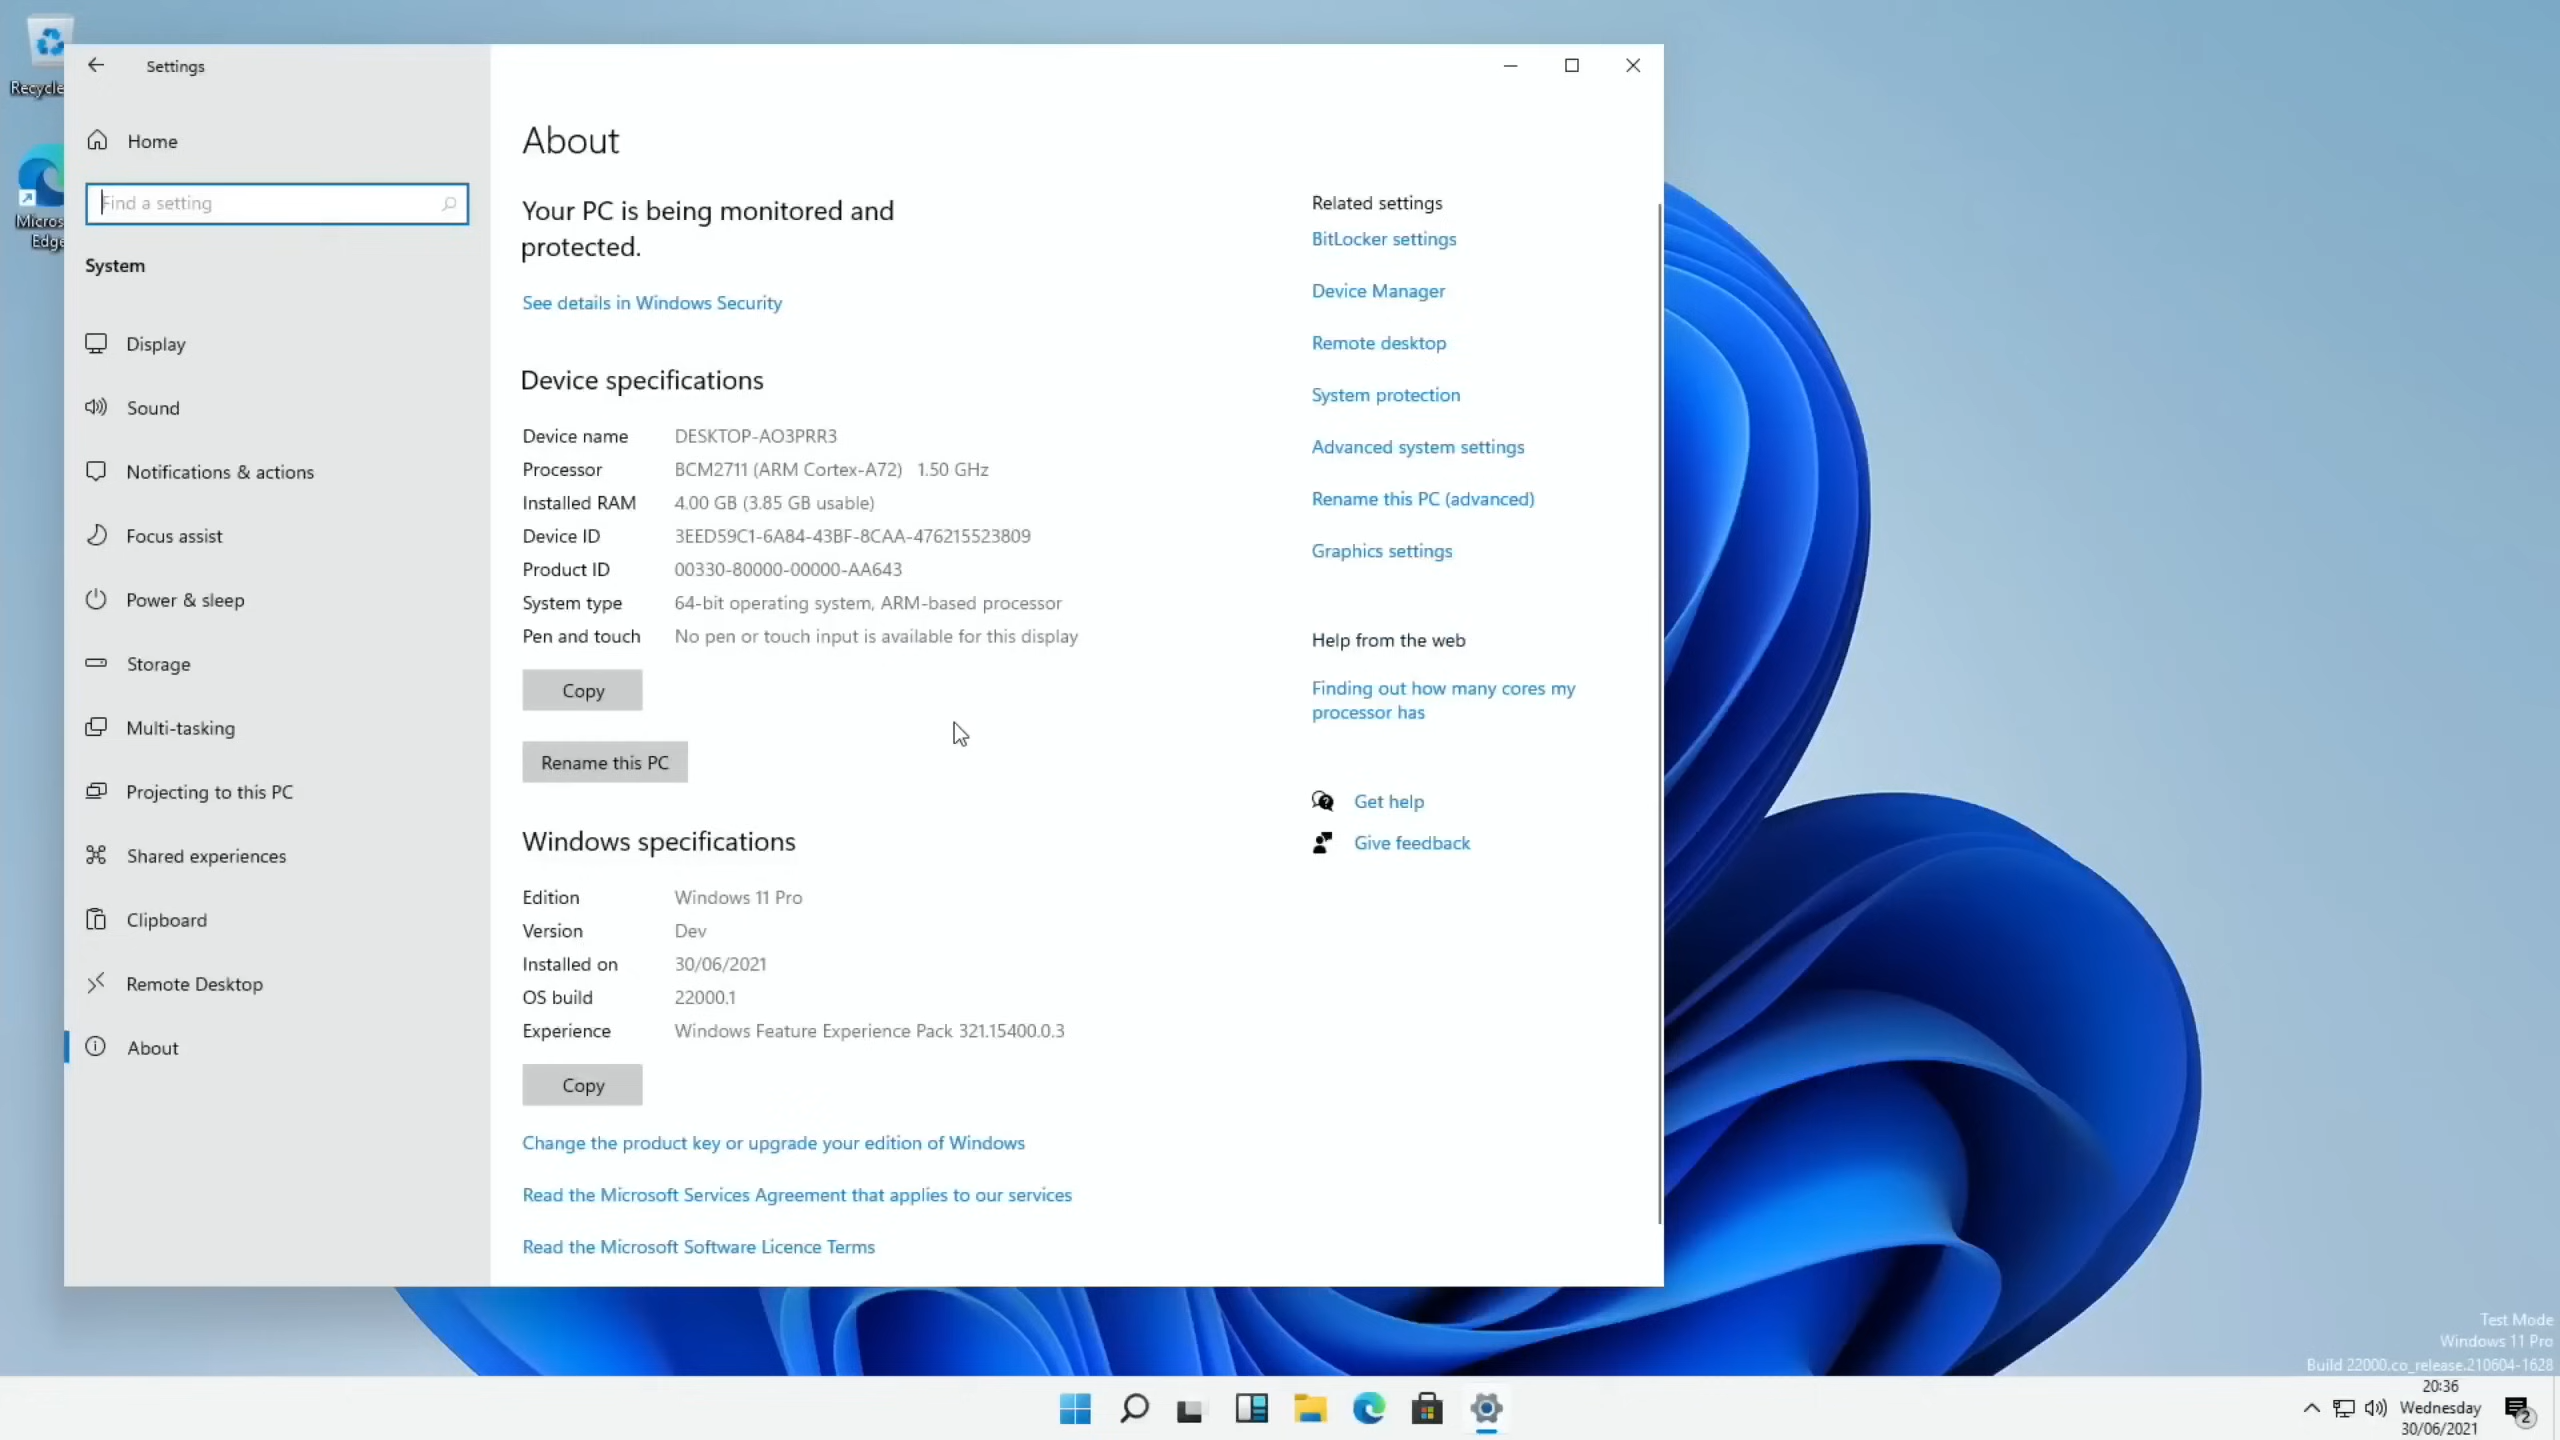 Recycle
Micros
Edge
Settings
Home
Find a setting
System
Display
Sound
Notifications & actions
Focus assist
Power & sleep
Storage
Multi-tasking
Projecting to this PC
Shared experiences
Clipboard
Remote Desktop
About
About
Your PC is being monitored and
protected.
See details in Windows Security
Device specifications
Device name DESKTOP-AO3PRR3
Processor BCM2711 (ARM Cortex-A72) 1.50 GHz
Installed RAM 4.00 GB (3.85 GB usable)
Device ID 3EED59C1-6A84-43BF-8CAA-476215523809
Product ID 00330-80000-00000-AA643
System type 64-bit operating system, ARM-based processor
Pen and touch No pen or touch input is available for this display
Copy
Rename this PC
Windows specifications
Edition Windows 11 Pro
Version Dev
Installed on 30/06/2021
OS build 22000.1
Experience Windows Feature Experience Pack 321.15400.0.3
Copy
Change the product key or upgrade your edition of Windows
Read the Microsoft Services Agreement that applies to our services
Read the Microsoft Software Licence Terms
Related settings
BitLocker settings
Device Manager
Remote desktop
System protection
Advanced system settings
Rename this PC (advanced)
Graphics settings
Help from the web
Finding out how many cores my
processor has
Get help
Give feedback
Test Mode
Windows 11 Pro
Build 22000.co_release.210604-1628
20:36
Wednesday
30/06/2021
2